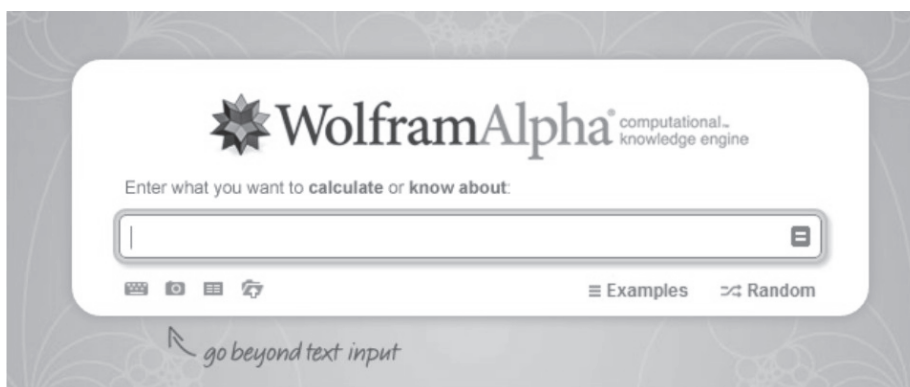 WolframAlpha computational knowledge engine
Enter what you want to calculate or know about:
Examples Random
go beyond text input